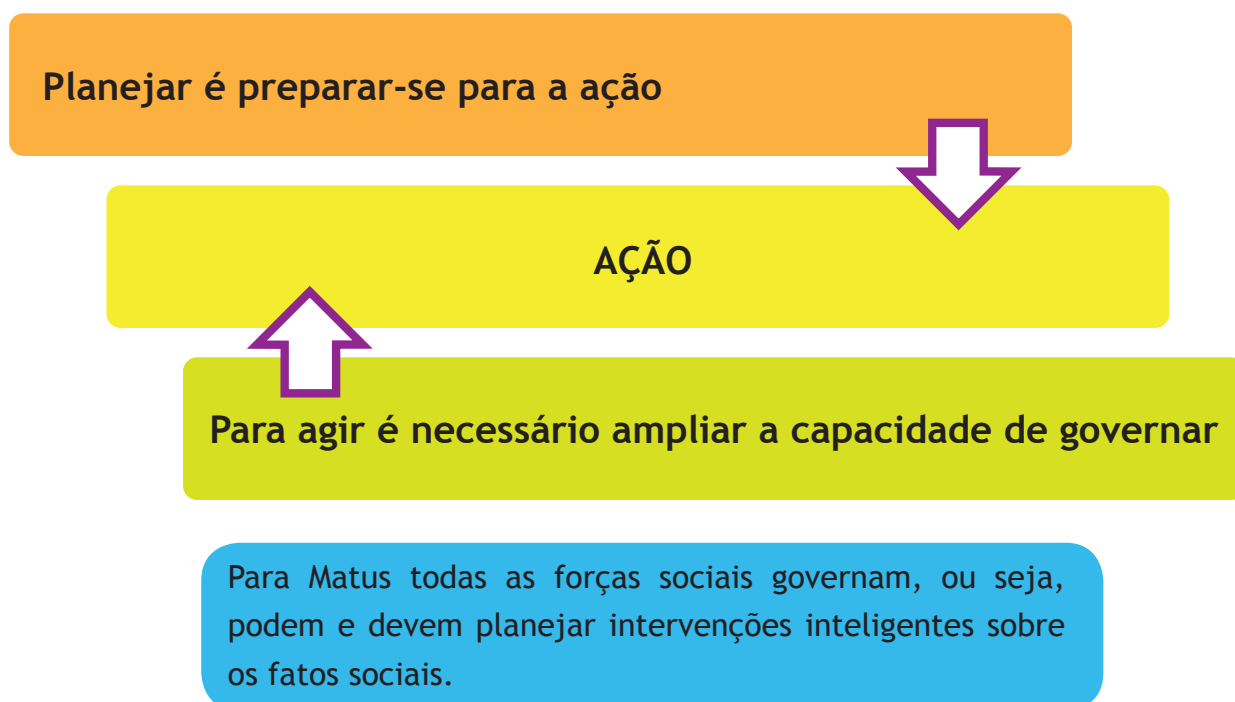 Planejar é preparar-se para a ação
AÇÃO
Para agir é necessário ampliar a capacidade de governar
Para Matus todas as forças sociais governam, ou seja,
podem e devem planejar intervenções inteligentes sobre
os fatos sociais.